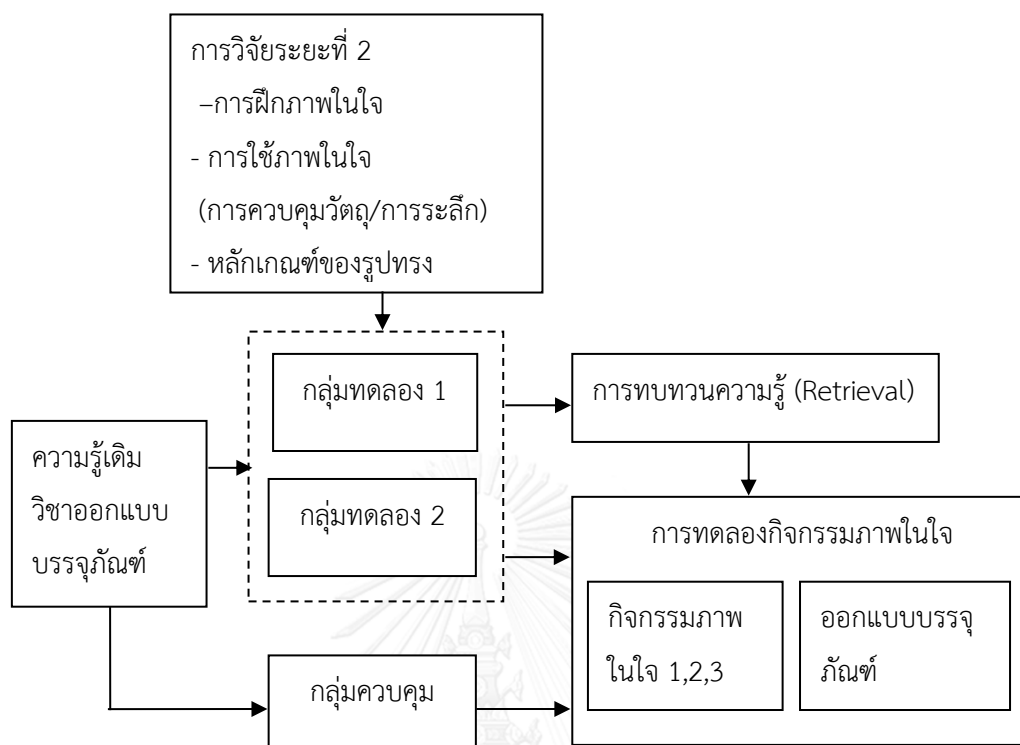 การวิจัยระยะที่ 2
–การฝึกภาพในใจ
- การใช้ภาพในใจ
(การควบคุมวัตถุ/การระลึก)
- หลักเกณฑ์ของรูปทรง
กลุ่มทดลอง 1
การทบทวนความรู้ (Retrieval)
ความรู้เดิม
วิชาออกแบบ
บรรจุภัณฑ์
กลุ่มทดลอง 2
การทดลองกิจกรรมภาพในใจ
กิจกรรมภาพ
ในใจ 1,2,3
ออกแบบบรรจุ
ภัณฑ์
กลุ่มควบคุม